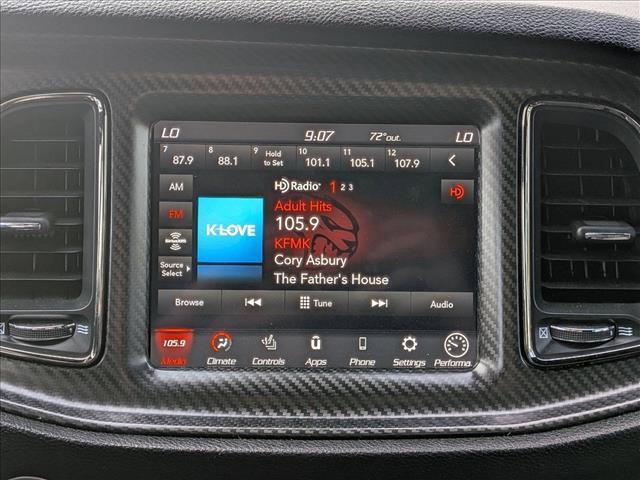 LO 9:07 72°out. LO
7 87.9 8 88.1 9 Hold to Set 10 101.1 11 105.1 12 107.9
AM
HD Radio 1 2 3
HD
Adult Hits
FM
105.9
K-LOVE
KFMK
SiriusXM
Cory Asbury
Source Select
The Father's House
Browse Tune Audio
105.9
Media Climate Controls Apps Phone Settings Performa